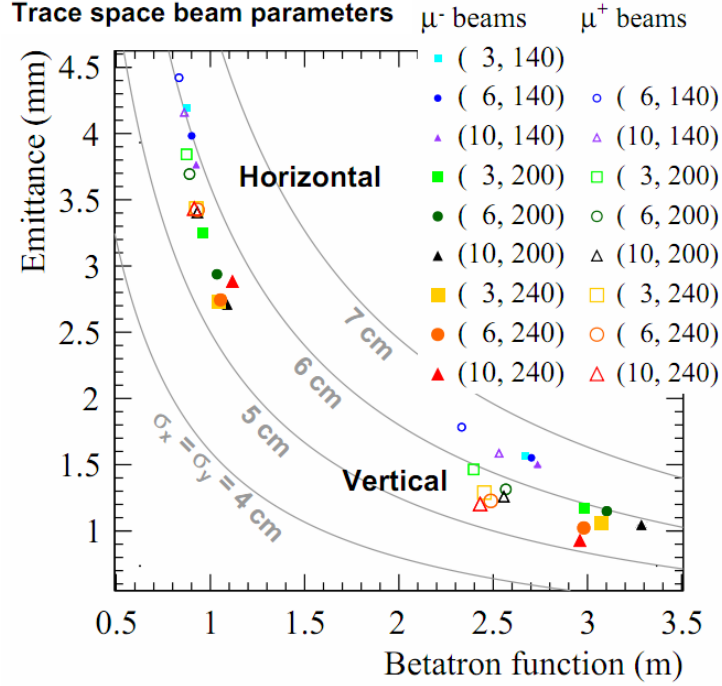 Trace space beam parameters
μ⁻ beams μ⁺ beams
( 3, 140)
( 6, 140) ( 6, 140)
(10, 140) (10, 140)
( 3, 200) ( 3, 200)
( 6, 200) ( 6, 200)
(10, 200) (10, 200)
( 3, 240) ( 3, 240)
( 6, 240) ( 6, 240)
(10, 240) (10, 240)
Emittance (mm)
4.5
4
3.5
3
2.5
2
1.5
1
Horizontal
Vertical
7 cm
6 cm
5 cm
σx = σy = 4 cm
0.5 1 1.5 2 2.5 3 3.5
Betatron function (m)